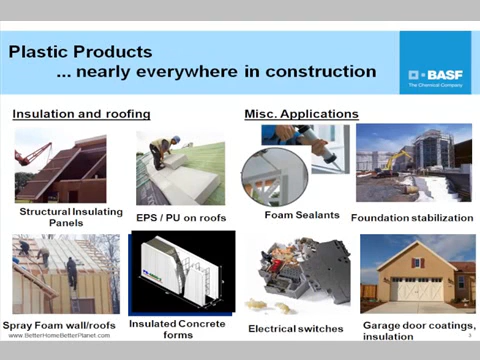 Plastic Products
... nearly everywhere in construction
BASF
The Chemical Company
Insulation and roofing
Misc. Applications
Structural Insulating
Panels
EPS / PU on roofs
Foam Sealants
Foundation stabilization
Spray Foam wall/roofs
Insulated Concrete
forms
Electrical switches
Garage door coatings,
insulation
www.BetterHomeBetterPlanet.com
3